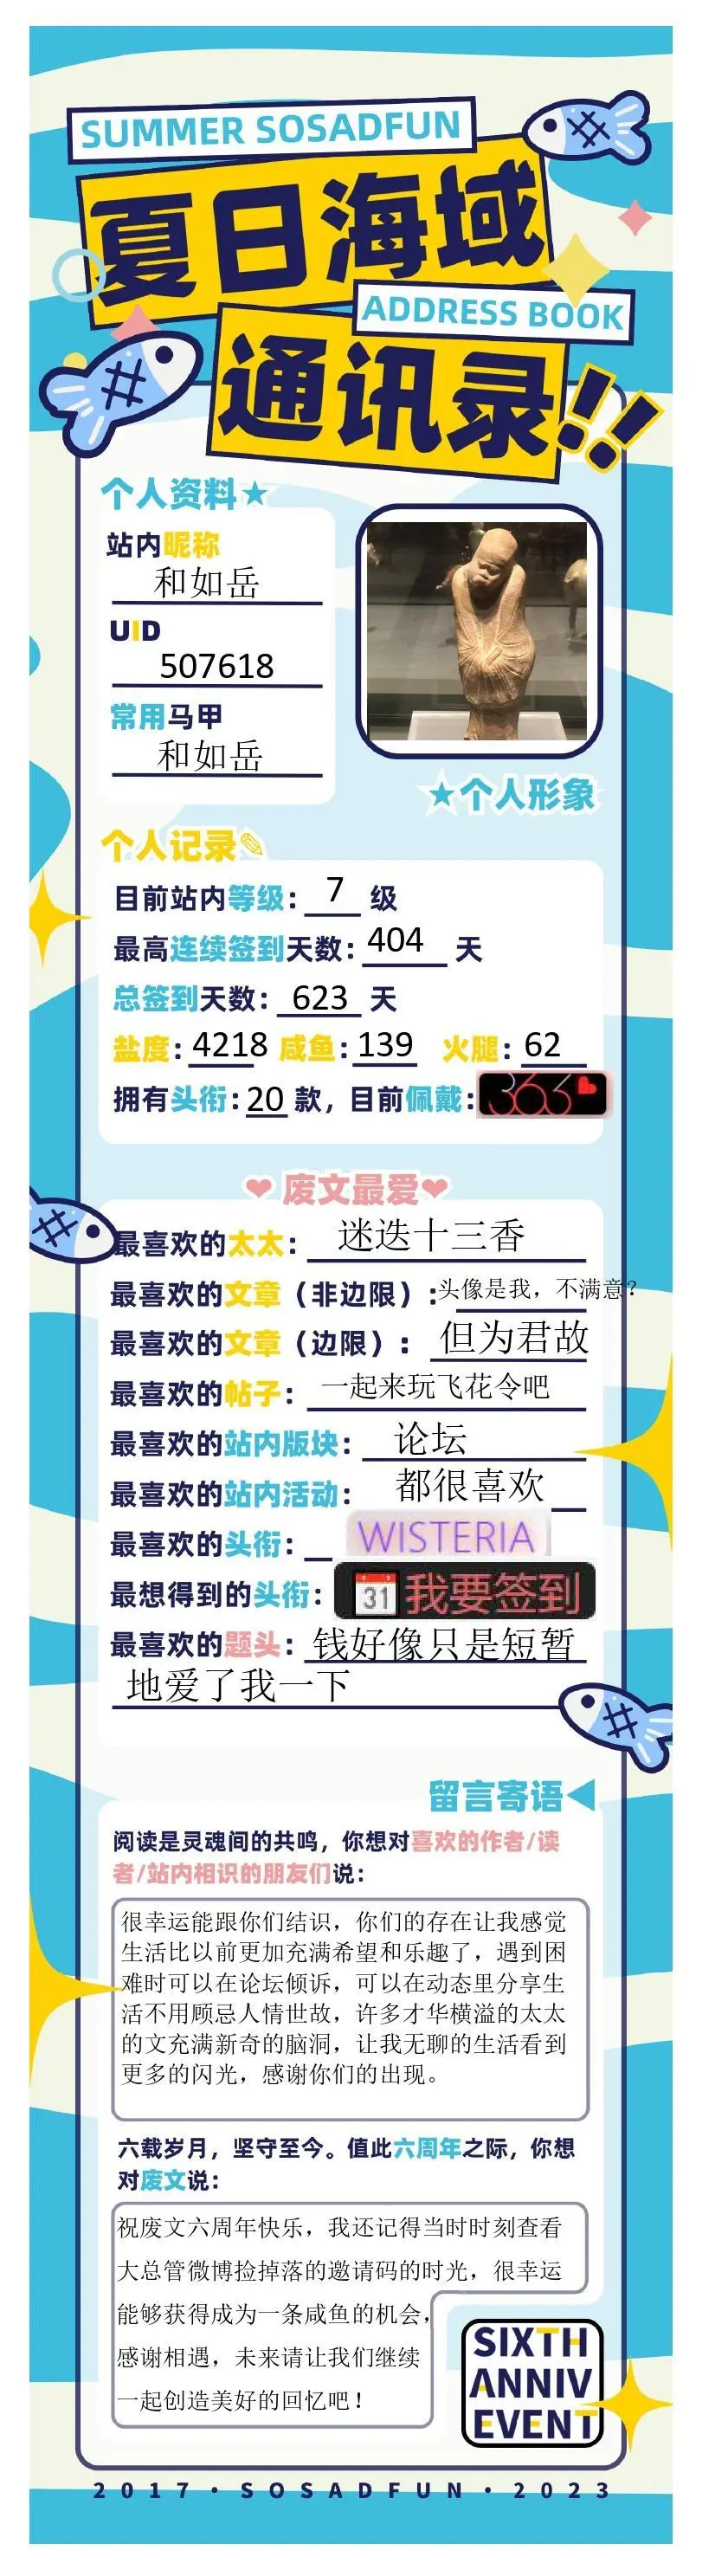 SUMMER SOSADFUN
夏日海域
ADDRESS BOOK
通讯录!!
个人资料★
站内昵称
和如岳
UID
507618
常用马甲
和如岳
★个人形象
个人记录✎
目前站内等级：7 级
最高连续签到天数：404 天
总签到天数：623 天
盐度：4218 咸鱼：139 火腿：62
拥有头衔：20 款，目前佩戴：363
❤ 废文最爱❤
最喜欢的太太：迷迭十三香
最喜欢的文章（非边限）：头像是我，不满意？
最喜欢的文章（边限）：但为君故
最喜欢的帖子：一起来玩飞花令吧
最喜欢的站内版块：论坛
最喜欢的站内活动：都很喜欢
最喜欢的头衔：WISTERIA
最想得到的头衔：31 我要签到
最喜欢的题头：钱好像只是短暂
地爱了我一下
留言寄语◀
阅读是灵魂间的共鸣，你想对喜欢的作者/读
者/站内相识的朋友们说：
很幸运能跟你们结识，你们的存在让我感觉
生活比以前更加充满希望和乐趣了，遇到困
难时可以在论坛倾诉，可以在动态里分享生
活不用顾忌人情世故，许多才华横溢的太太
的文充满新奇的脑洞，让我无聊的生活看到
更多的闪光，感谢你们的出现。
六载岁月，坚守至今。值此六周年之际，你想
对废文说：
祝废文六周年快乐，我还记得当时时刻查看
大总管微博捡掉落的邀请码的时光，很幸运
能够获得成为一条咸鱼的机会，
感谢相遇，未来请让我们继续
一起创造美好的回忆吧！
SIXTH
ANNIV
EVENT
2017·SOSADFUN·2023